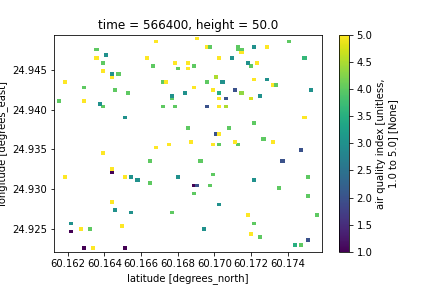 time = 566400, height = 50.0
24.945
24.940
24.935
24.930
24.925
60.162 60.164 60.166 60.168 60.170 60.172 60.174
latitude [degrees_north]
longitude [degrees_east]
5.0
4.5
4.0
3.5
3.0
2.5
2.0
1.5
1.0
air quality index [unitless,
1.0 to 5.0] [None]